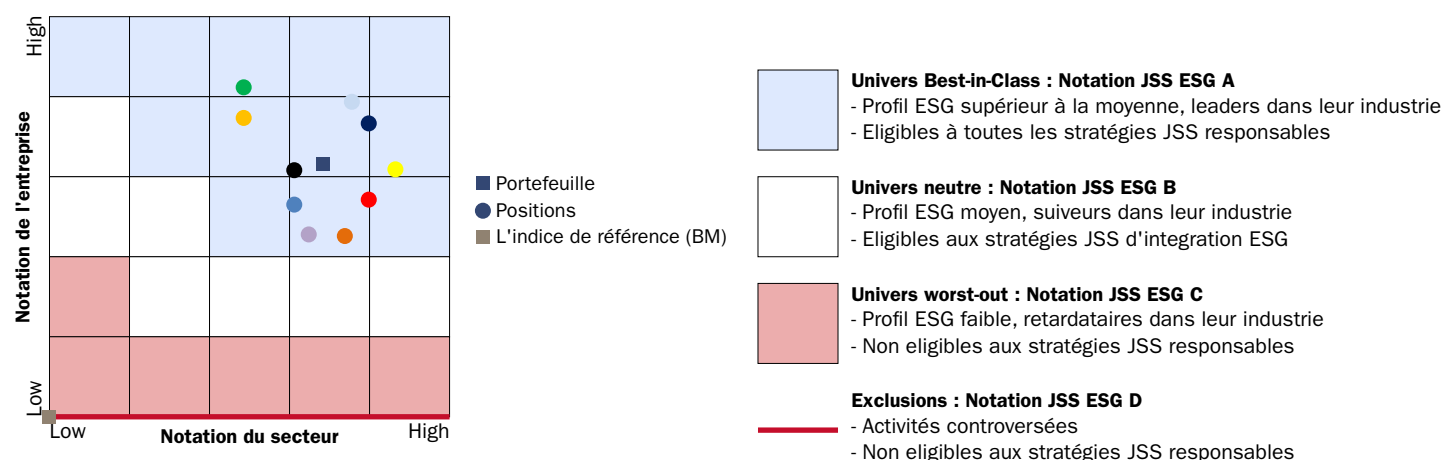 High
Notation de l'entreprise
Low
Low
Notation du secteur
High
Portefeuille
Positions
L'indice de référence (BM)
Univers Best-in-Class : Notation JSS ESG A
- Profil ESG supérieur à la moyenne, leaders dans leur industrie
- Eligibles à toutes les stratégies JSS responsables
Univers neutre : Notation JSS ESG B
- Profil ESG moyen, suiveurs dans leur industrie
- Eligibles aux stratégies JSS d'integration ESG
Univers worst-out : Notation JSS ESG C
- Profil ESG faible, retardataires dans leur industrie
- Non eligibles aux stratégies JSS responsables
Exclusions : Notation JSS ESG D
- Activités controversées
- Non eligibles aux stratégies JSS responsables